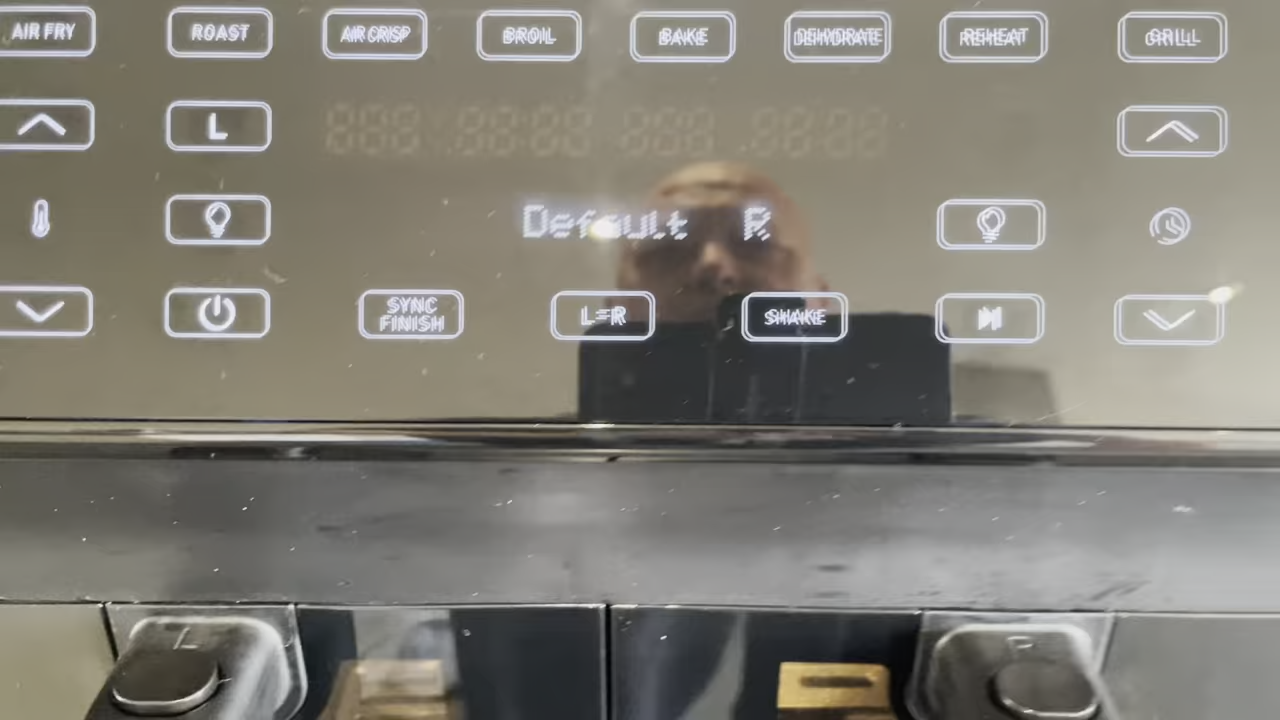 AIR FRY
ROAST
AIR CRISP
BROIL
BAKE
DEHYDRATE
REHEAT
GRILL
L
Default R
SYNC
FINISH
L=R
SHAKE
L
R